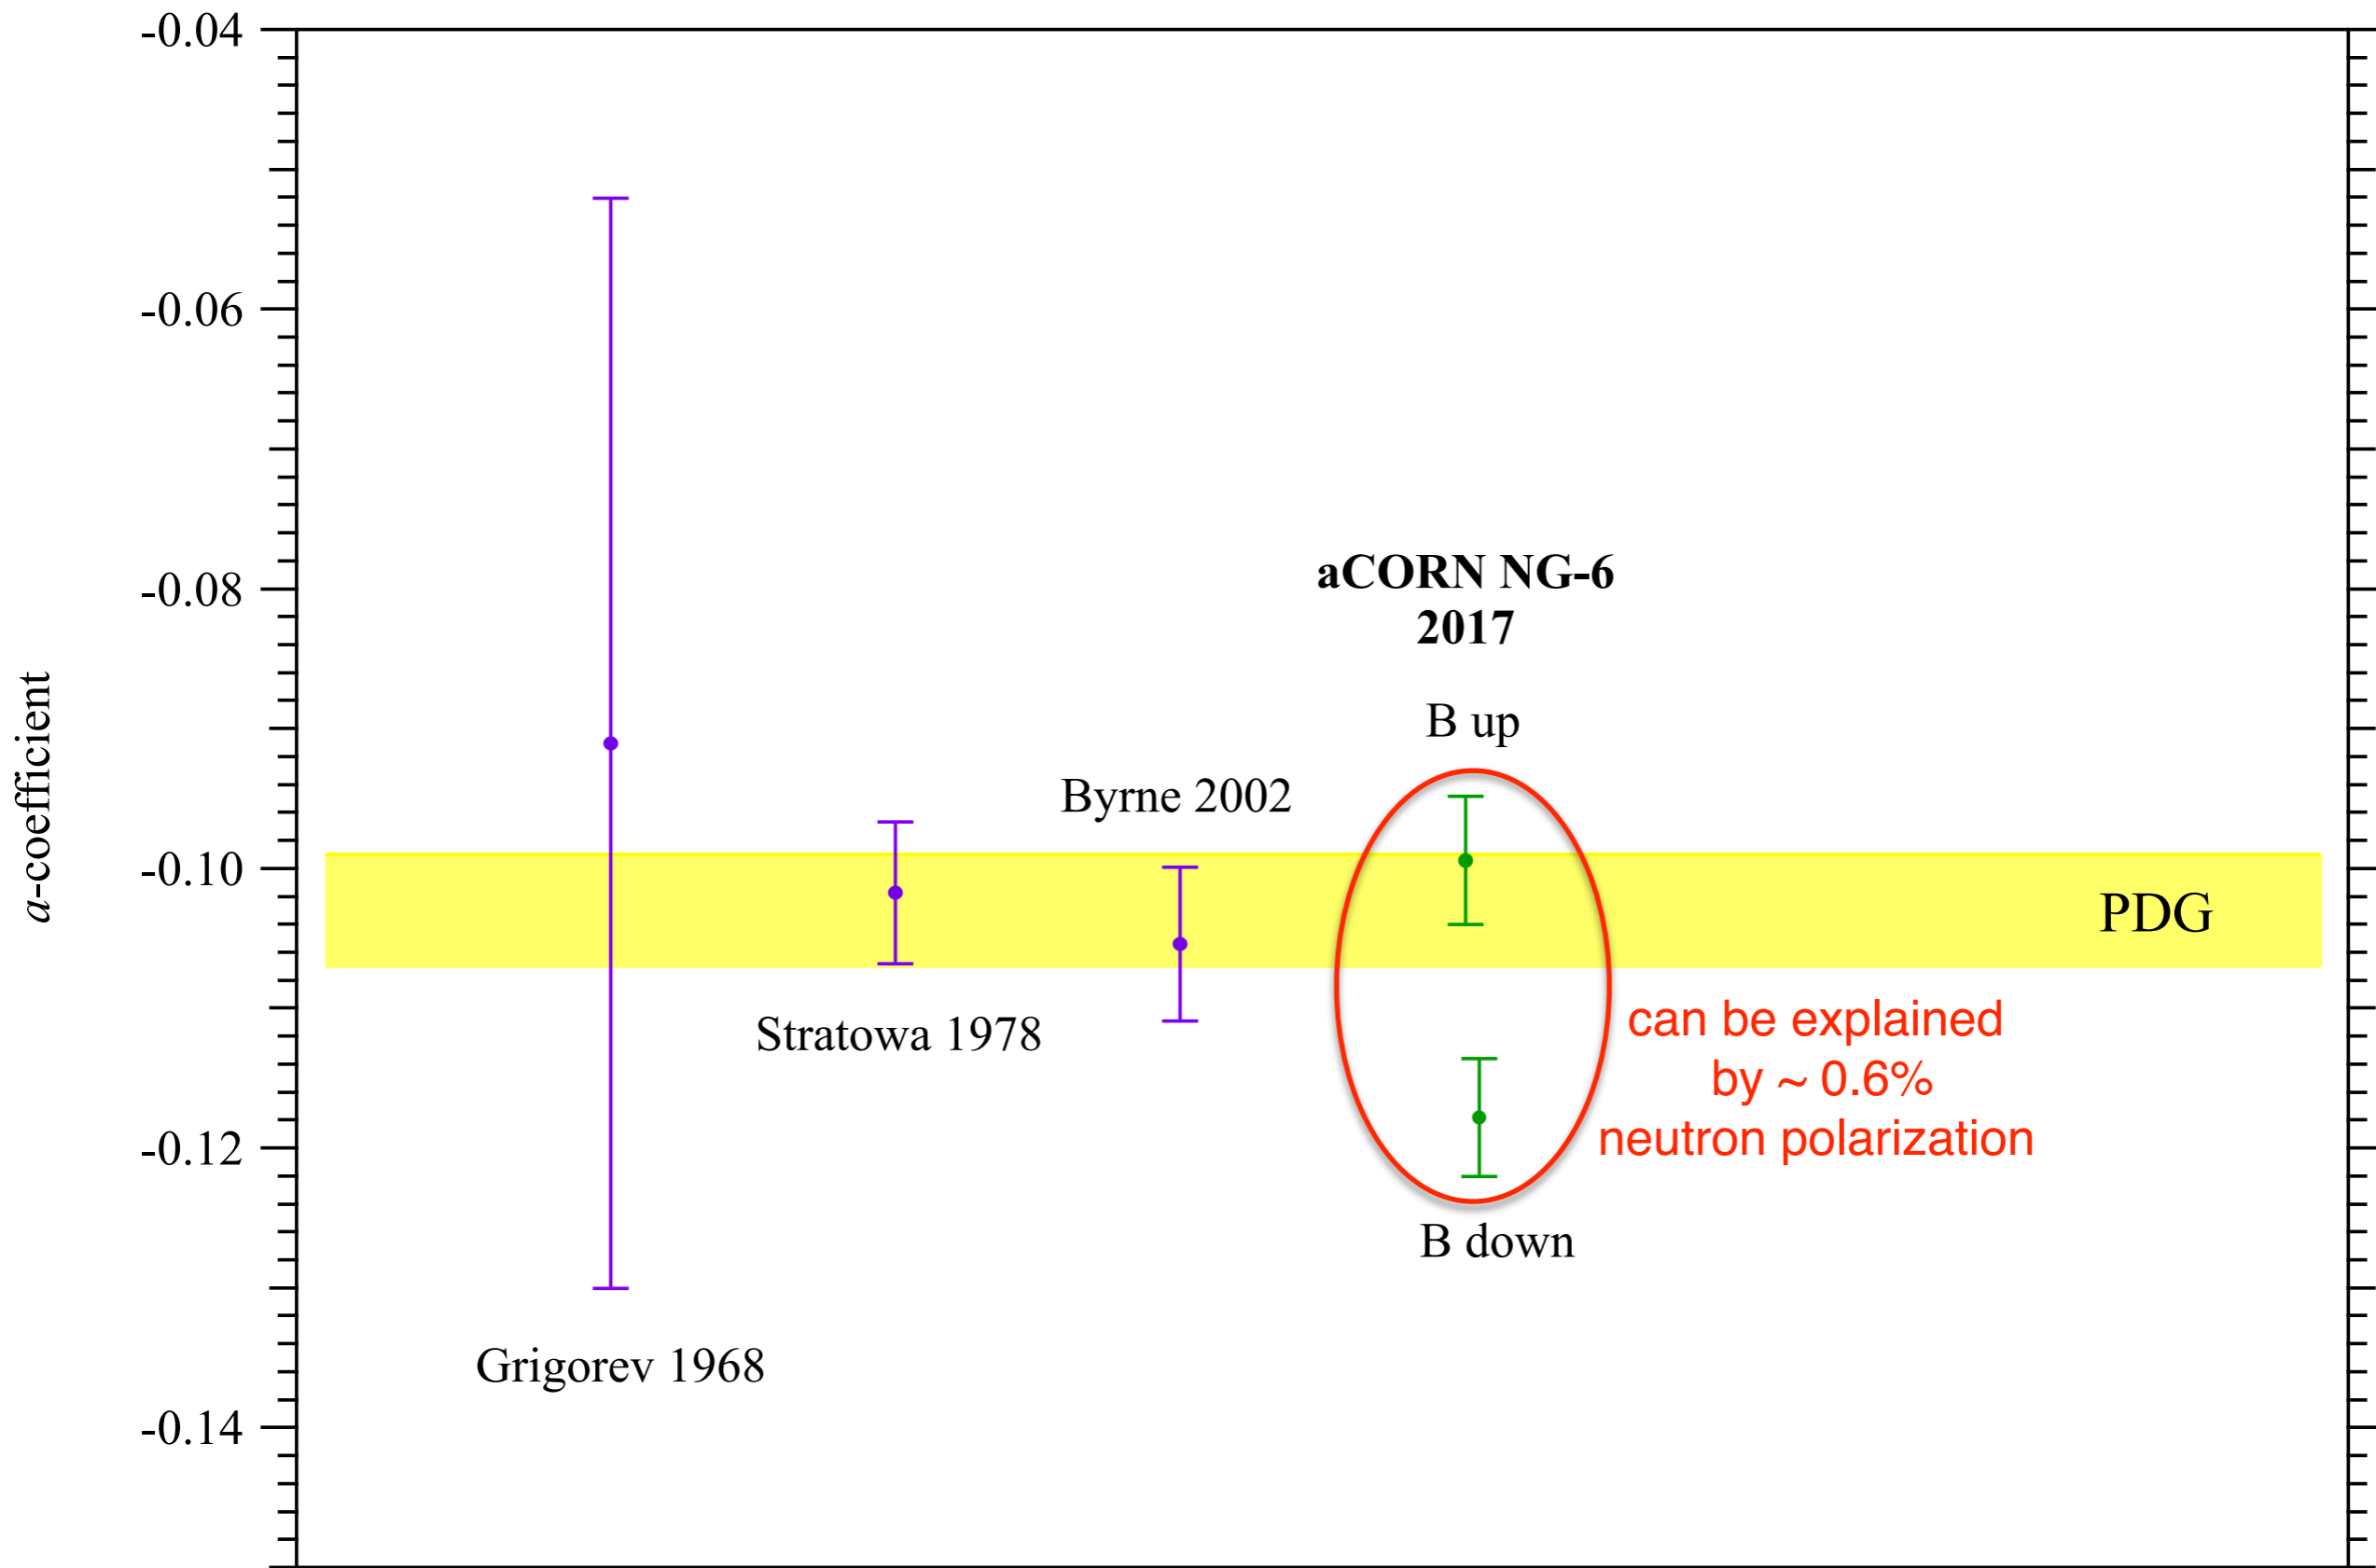 -0.04
-0.06
-0.08
-0.10
-0.12
-0.14
a-coefficient
aCORN NG-6
2017
B up
Byrne 2002
PDG
Stratowa 1978
can be explained
by ~ 0.6%
neutron polarization
B down
Grigorev 1968